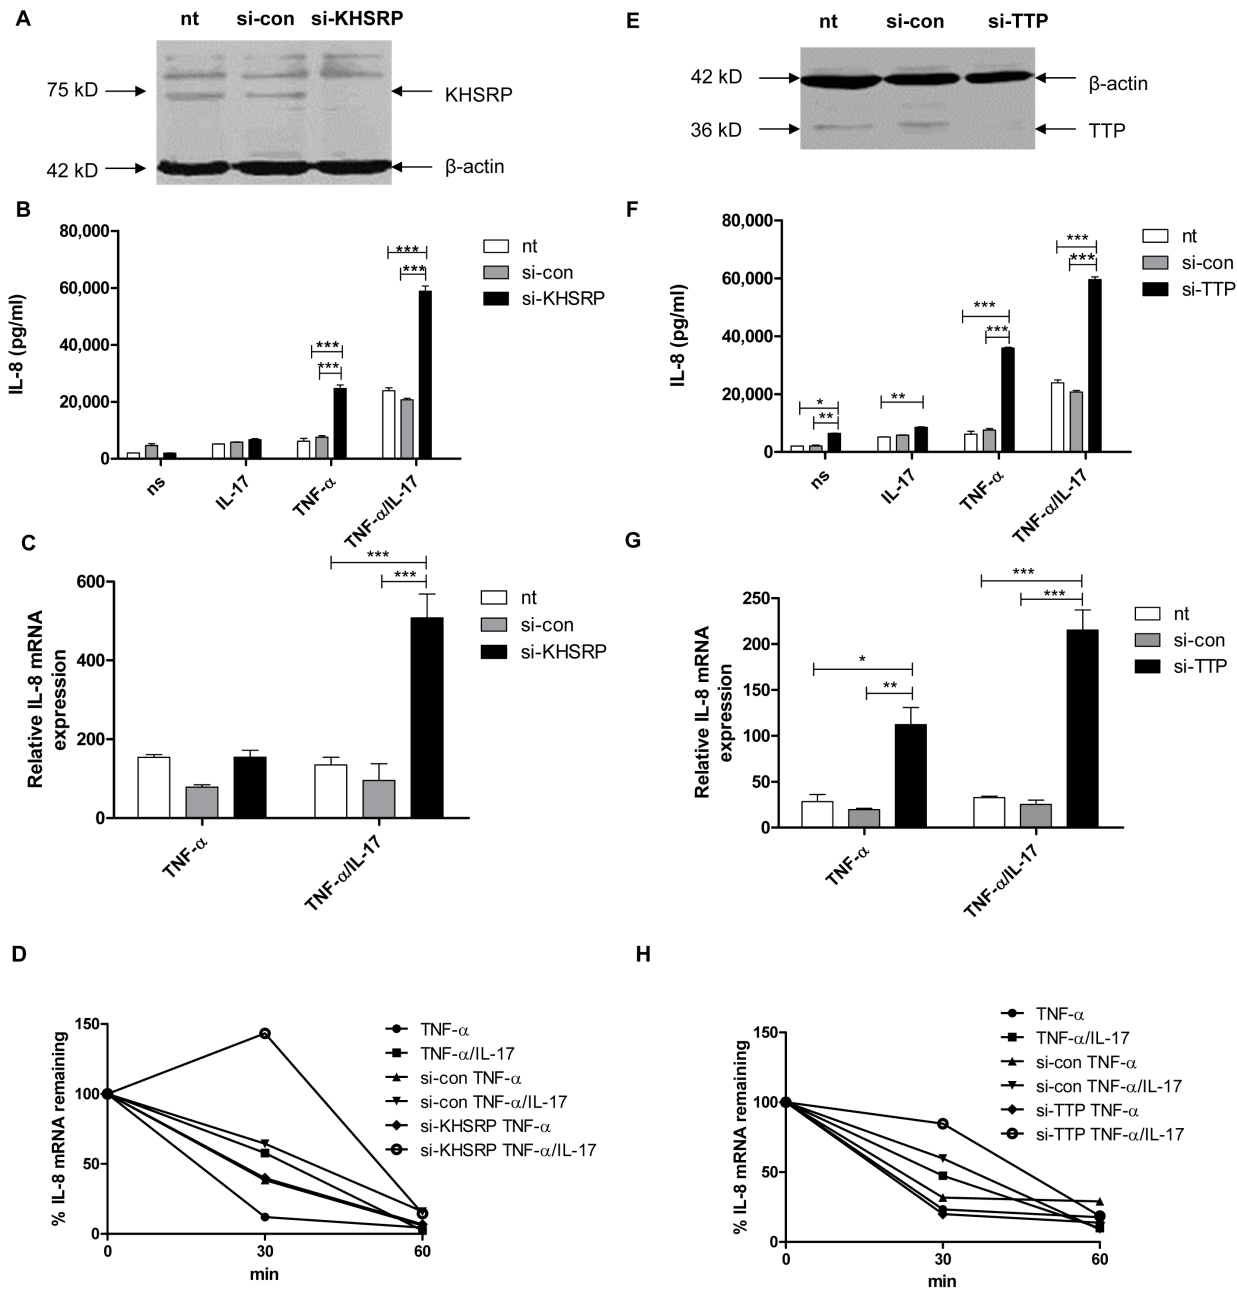 A
nt si-con si-KHSRP
75 kD
KHSRP
42 kD
β-actin
B
80,000
60,000
40,000
20,000
0
IL-8 (pg/ml)
***
***
***
***
nt
si-con
si-KHSRP
ns
IL-17
TNF-α
TNF-α/IL-17
C
600
400
200
0
Relative IL-8 mRNA
expression
***
***
nt
si-con
si-KHSRP
TNF-α
TNF-α/IL-17
D
150
100
50
0
% IL-8 mRNA remaining
0 30 60
min
TNF-α
TNF-α/IL-17
si-con TNF-α
si-con TNF-α/IL-17
si-KHSRP TNF-α
si-KHSRP TNF-α/IL-17
E
nt si-con si-TTP
42 kD
β-actin
36 kD
TTP
F
80,000
60,000
40,000
20,000
0
IL-8 (pg/ml)
*
**
**
***
***
***
***
nt
si-con
si-TTP
ns
IL-17
TNF-α
TNF-α/IL-17
G
250
200
150
100
50
0
Relative IL-8 mRNA
expression
*
**
***
***
nt
si-con
si-TTP
TNF-α
TNF-α/IL-17
H
150
100
50
0
% IL-8 mRNA remaining
0 30 60
min
TNF-α
TNF-α/IL-17
si-con TNF-α
si-con TNF-α/IL-17
si-TTP TNF-α
si-TTP TNF-α/IL-17